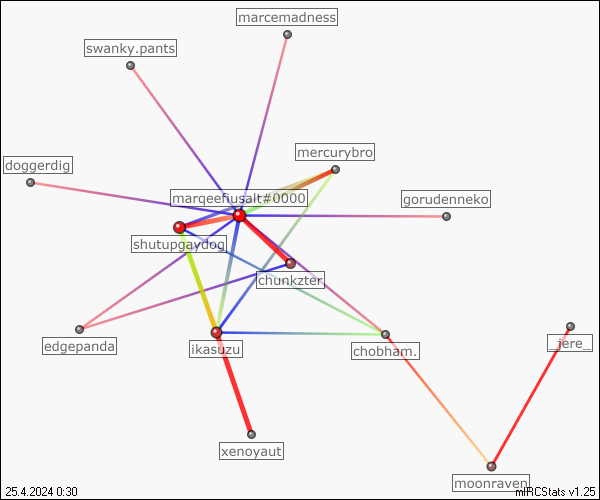 marcemadness
swanky.pants
mercurybro
doggerdig
marqeefiusalt#0000
gorudenneko
shutupgaydog
chunkzter
_jere_
edgepanda
ikasuzu
chobham.
xenoyaut
moonraven
25.4.2024 0:30
mIRCStats v1.25